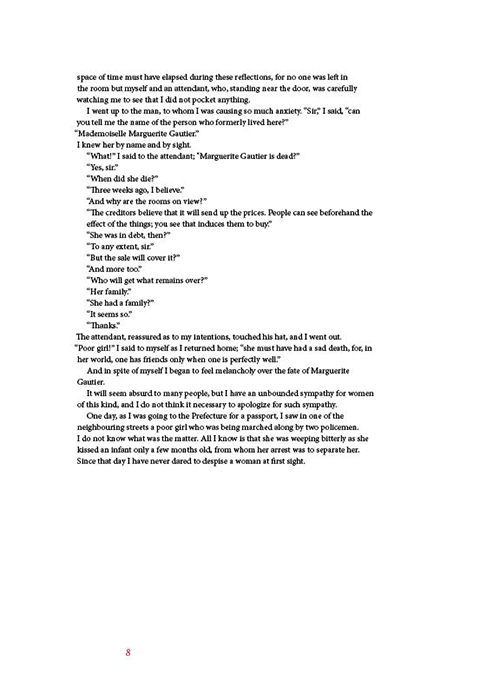 space of time must have elapsed during these reflections, for no one was left in
the room but myself and an attendant, who, standing near the door, was carefully
watching me to see that I did not pocket anything.
I went up to the man, to whom I was causing so much anxiety. “Sir,” I said, “can
you tell me the name of the person who formerly lived here?”
“Mademoiselle Marguerite Gautier.”
I knew her by name and by sight.
“What!” I said to the attendant; “Marguerite Gautier is dead?”
“Yes, sir.”
“When did she die?”
“Three weeks ago, I believe.”
“And why are the rooms on view?”
“The creditors believe that it will send up the prices. People can see beforehand the
effect of the things; you see that induces them to buy.”
“She was in debt, then?”
“To any extent, sir.”
“But the sale will cover it?”
“And more too.”
“Who will get what remains over?”
“Her family.”
“She had a family?”
“It seems so.”
“Thanks.”
The attendant, reassured as to my intentions, touched his hat, and I went out.
“Poor girl!” I said to myself as I returned home; “she must have had a sad death, for, in
her world, one has friends only when one is perfectly well.”
And in spite of myself I began to feel melancholy over the fate of Marguerite
Gautier.
It will seem absurd to many people, but I have an unbounded sympathy for women
of this kind, and I do not think it necessary to apologize for such sympathy.
One day, as I was going to the Prefecture for a passport, I saw in one of the
neighbouring streets a poor girl who was being marched along by two policemen.
I do not know what was the matter. All I know is that she was weeping bitterly as she
kissed an infant only a few months old, from whom her arrest was to separate her.
Since that day I have never dared to despise a woman at first sight.
8